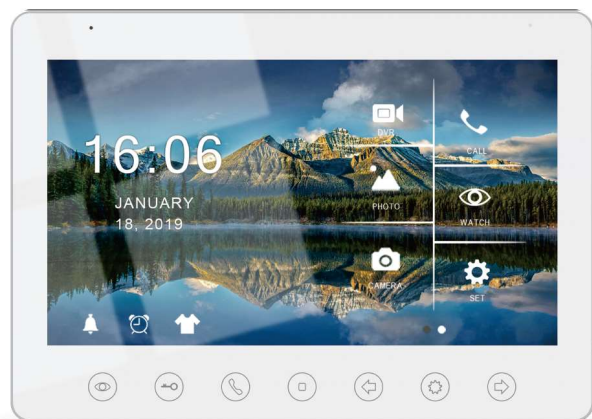 16:06
JANUARY
18, 2019
DVR
CALL
PHOTO
WATCH
CAMERA
SET